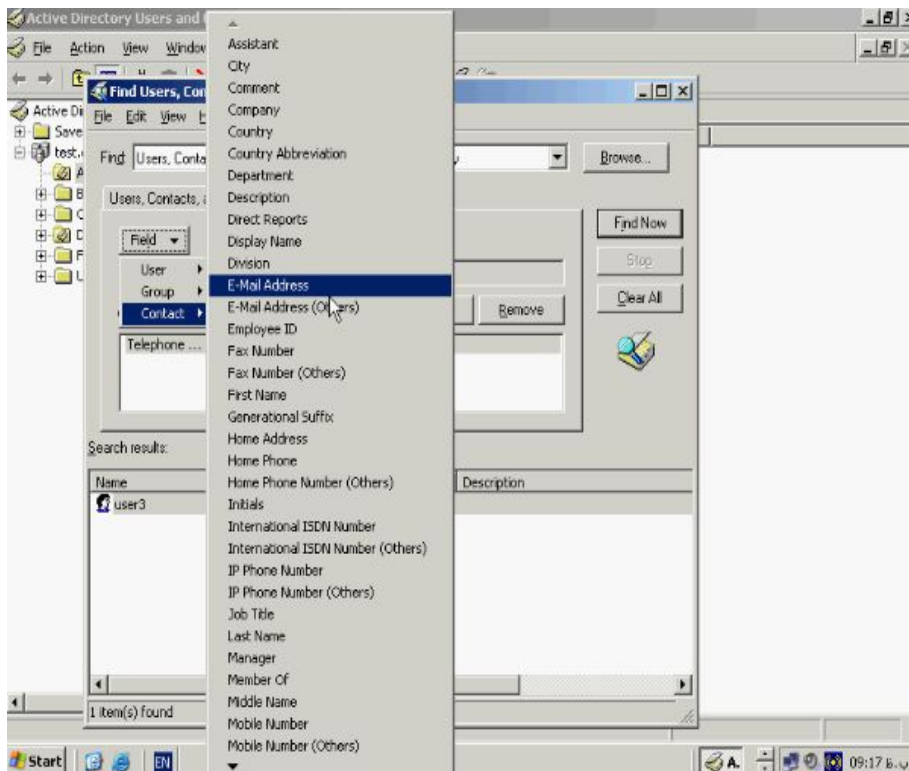 Active Directory Users and
File Action View Window
Find Users, Con
File Edit View
Find: Users, Conta
Browse...
Users, Contacts,
Field
User
Group
Contact
Find Now
Stop
Clear All
Remove
Telephone ...
Search results:
Name
Description
user3
1 item(s) found
Active Di
Save
test.
A
B
C
D
F
U
Assistant
City
Comment
Company
Country
Country Abbreviation
Department
Description
Direct Reports
Display Name
Division
E-Mail Address
E-Mail Address (Others)
Employee ID
Fax Number
Fax Number (Others)
First Name
Generational Suffix
Home Address
Home Phone
Home Phone Number (Others)
Initials
International ISDN Number
International ISDN Number (Others)
IP Phone Number
IP Phone Number (Others)
Job Title
Last Name
Manager
Member Of
Middle Name
Mobile Number
Mobile Number (Others)
Start
EN
A.
09:17